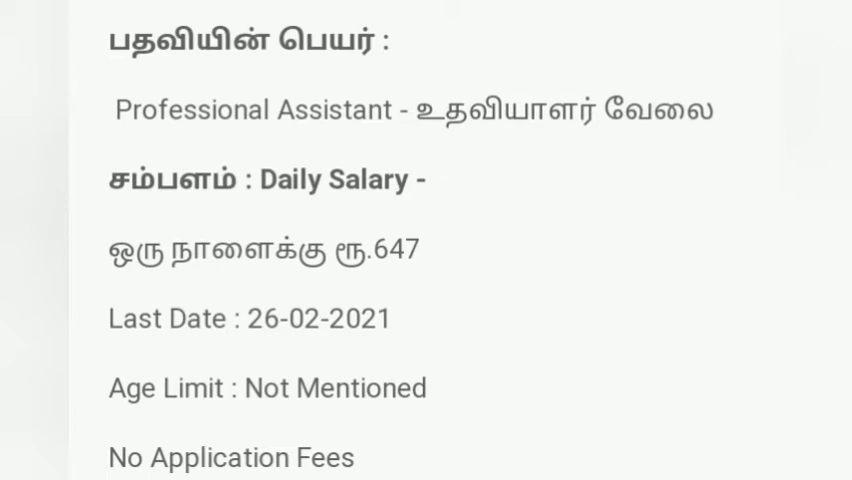 பதவியின் பெயர் :
Professional Assistant - உதவியாளர் வேலை
சம்பளம் : Daily Salary -
ஒரு நாளைக்கு ரூ.647
Last Date : 26-02-2021
Age Limit : Not Mentioned
No Application Fees